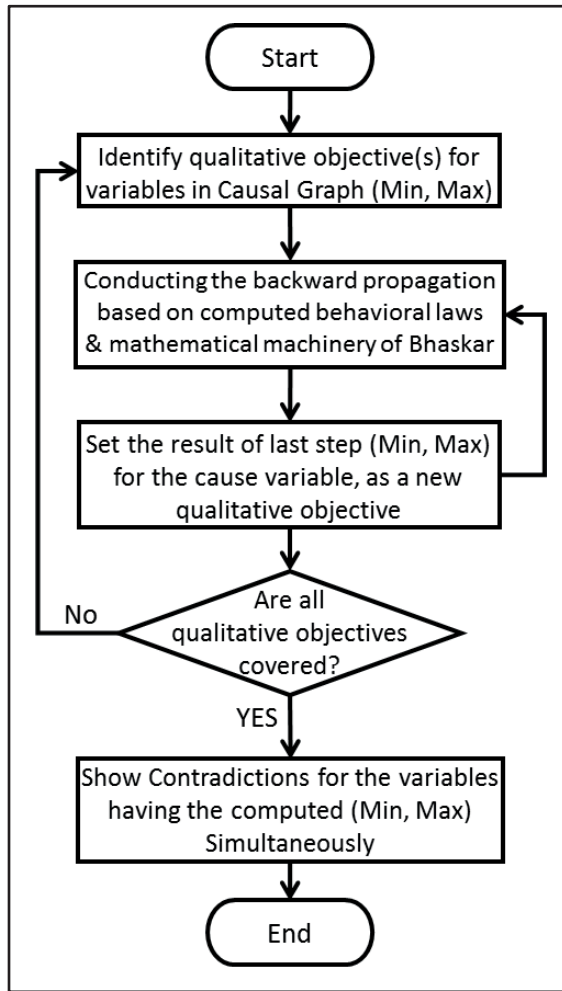 Start
Identify qualitative objective(s) for
variables in Causal Graph (Min, Max)
Conducting the backward propagation
based on computed behavioral laws
& mathematical machinery of Bhaskar
Set the result of last step (Min, Max)
for the cause variable, as a new
qualitative objective
Are all
qualitative objectives
covered?
No
YES
Show Contradictions for the variables
having the computed (Min, Max)
Simultaneously
End